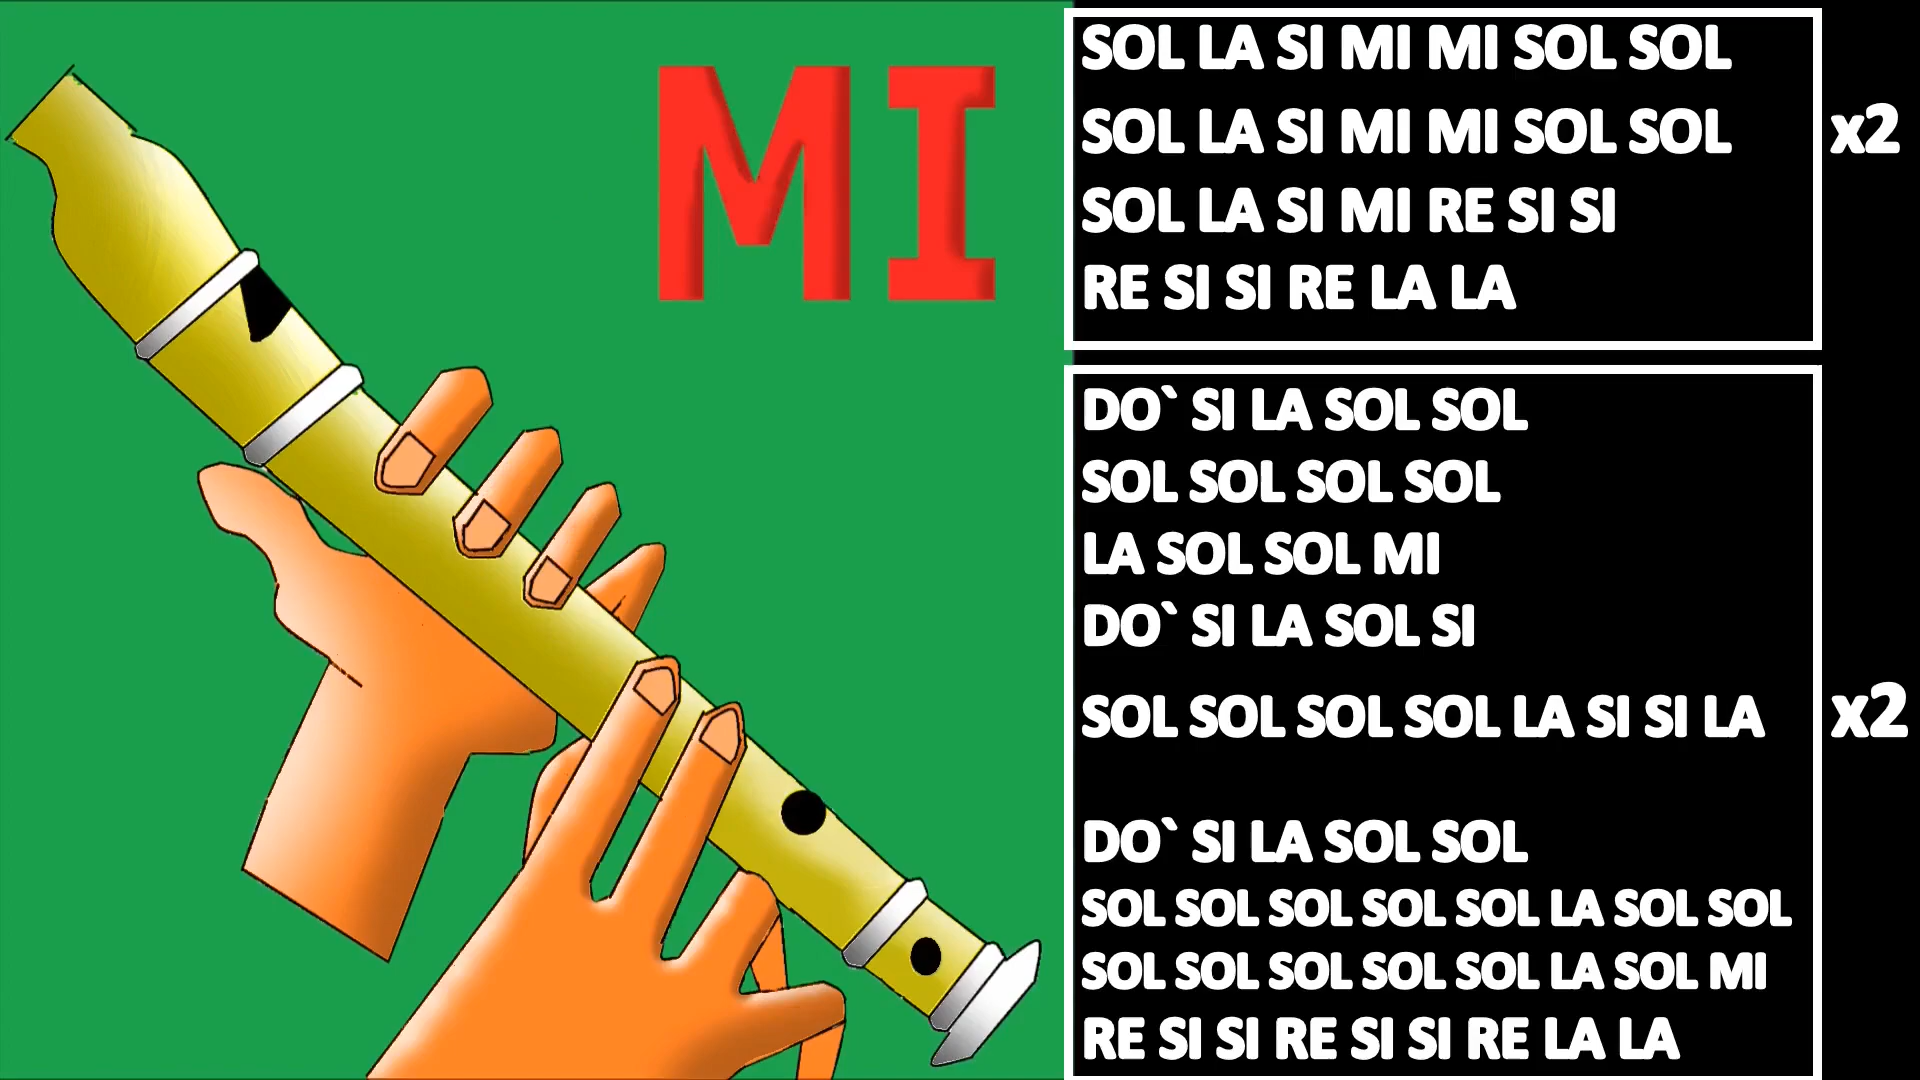 MI
SOL LA SI MI MI SOL SOL
SOL LA SI MI MI SOL SOL
x2
SOL LA SI MI RE SI SI
RE SI SI RE LA LA
DO` SI LA SOL SOL
SOL SOL SOL SOL
LA SOL SOL MI
DO` SI LA SOL SI
SOL SOL SOL SOL LA SI SI LA
x2
DO` SI LA SOL SOL
SOL SOL SOL SOL SOL LA SOL SOL
SOL SOL SOL SOL SOL LA SOL MI
RE SI SI RE SI SI RE LA LA